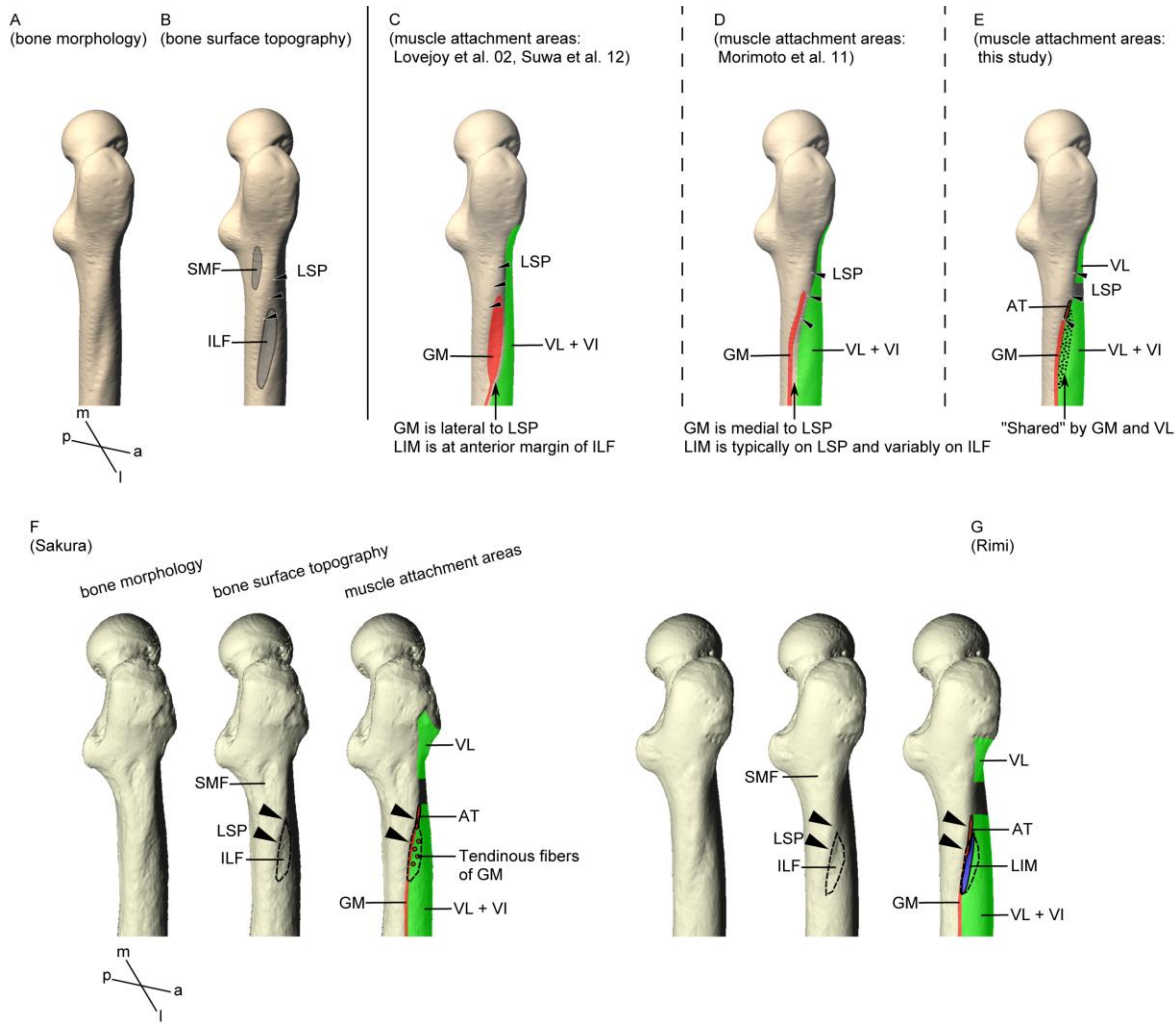 A
(bone morphology)
B
(bone surface topography)
SMF
LSP
ILF
m
p
a
l
C
(muscle attachment areas:
Lovejoy et al. 02, Suwa et al. 12)
LSP
GM
VL + VI
GM is lateral to LSP
LIM is at anterior margin of ILF
D
(muscle attachment areas:
Morimoto et al. 11)
LSP
GM
VL + VI
GM is medial to LSP
LIM is typically on LSP and variably on ILF
E
(muscle attachment areas:
this study)
VL
LSP
AT
GM
VL + VI
"Shared" by GM and VL
F
(Sakura)
bone morphology
bone surface topography
muscle attachment areas
SMF
LSP
ILF
VL
AT
Tendinous fibers
of GM
GM
VL + VI
m
p
a
l
G
(Rimi)
SMF
LSP
ILF
VL
AT
LIM
GM
VL + VI